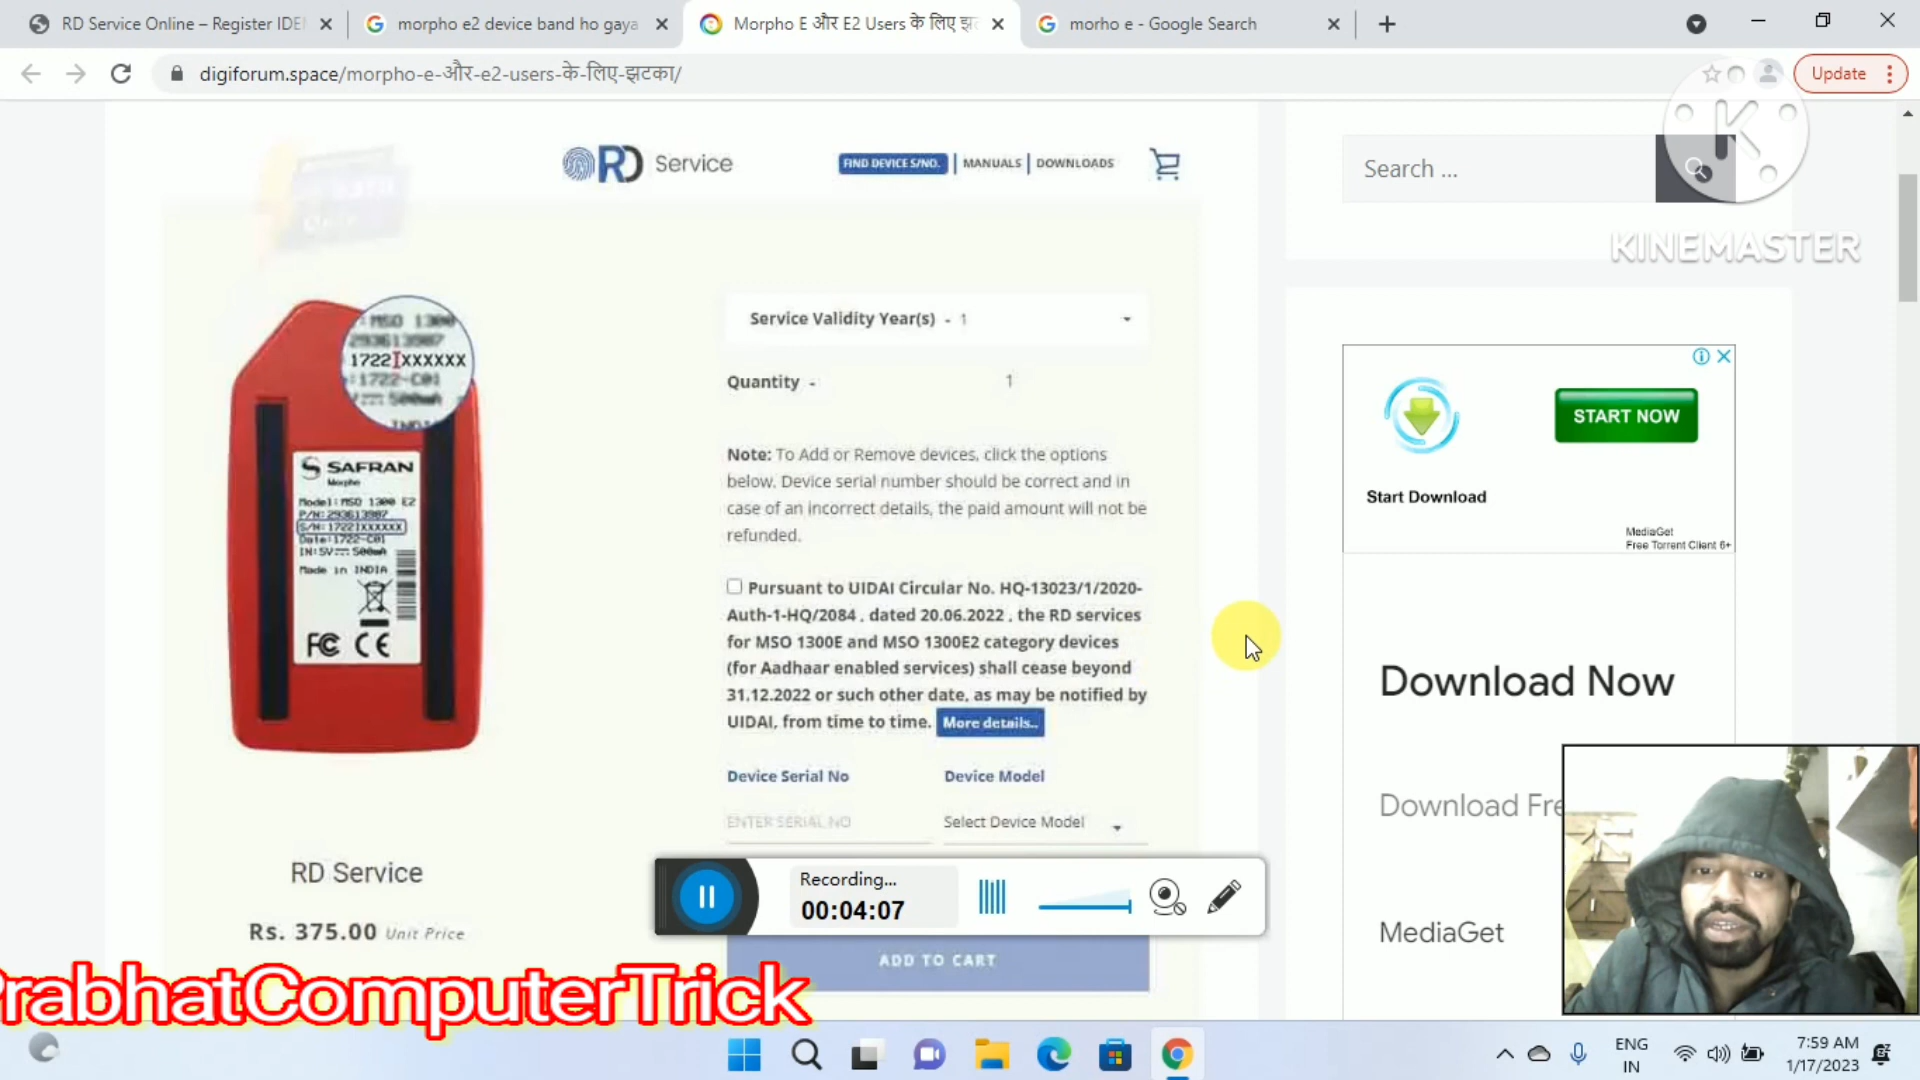 RD Service Online – Register IDE
morpho e2 device band ho gaya
Morpho E और E2 Users के लिए झट
morho e - Google Search
digiforum.space/morpho-e-और-e2-users-के-लिए-झटका/
Update
RD Service
FIND DEVICE S/NO.
MANUALS
DOWNLOADS
Search ...
KINEMASTER
: MSO 1300
293613987
1722IXXXXXX
:1722-C01
V 500mA
INDIA
SAFRAN
Morpho
Model: MSO 1300 E2
P/N: 293613987
S/N: 1722IXXXXXX
Date: 1722-C01
IN: 5V 500mA
Made in INDIA
FC CE
RD Service
Rs. 375.00 Unit Price
Service Validity Year(s) - 1
Quantity - 1
Note: To Add or Remove devices, click the options
below. Device serial number should be correct and in
case of an incorrect details, the paid amount will not be
refunded.
Pursuant to UIDAI Circular No. HQ-13023/1/2020-
Auth-1-HQ/2084 , dated 20.06.2022 , the RD services
for MSO 1300E and MSO 1300E2 category devices
(for Aadhaar enabled services) shall cease beyond
31.12.2022 or such other date, as may be notified by
UIDAI, from time to time. More details..
Device Serial No
Device Model
ENTER SERIAL NO
Select Device Model
Recording...
00:04:07
ADD TO CART
START NOW
Start Download
MediaGet
Free Torrent Client 6+
Download Now
Download Fre
MediaGet
PrabhatComputerTrick
ENG
IN
7:59 AM
1/17/2023